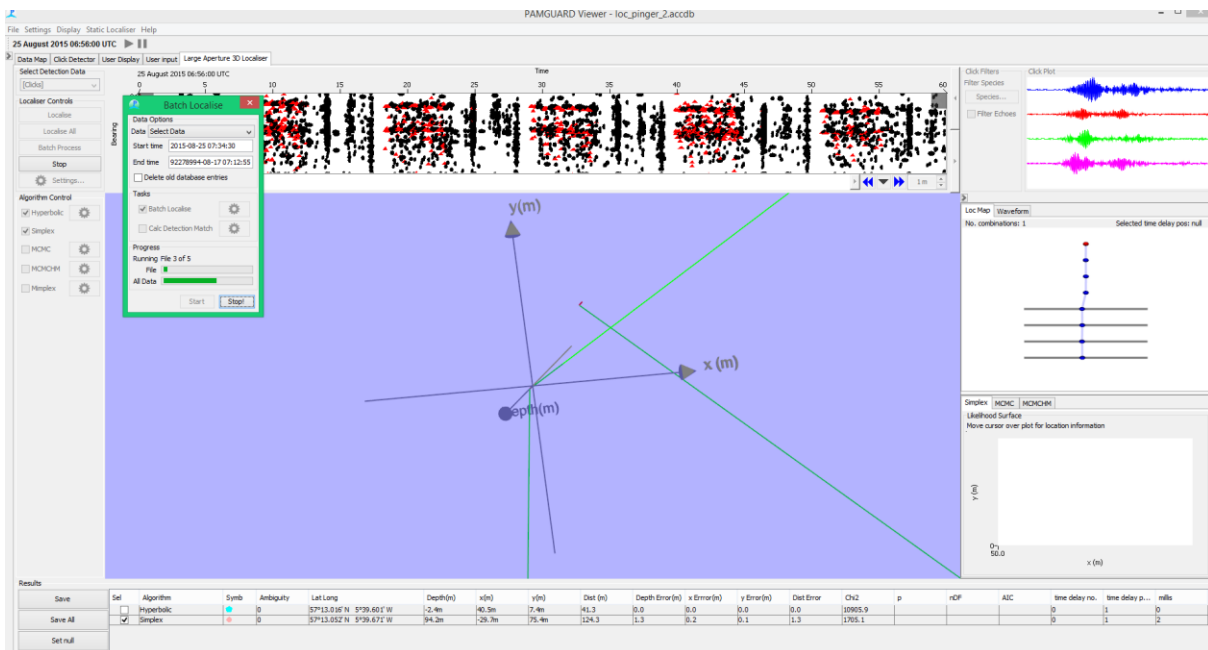 PAMGUARD Viewer - loc_pinger_2.accdb
File Settings Display Static Localiser Help
25 August 2015 06:56:00 UTC
Data Map Click Detector User Display User input Large Aperture 3D Localiser
Select Detection Data
[Clicks]
Localiser Controls
Localise
Localise All
Batch Process
Stop
Settings...
Algorithm Control
Hyperbolic
Simplex
MCMC
MCMCHM
Mimplex
25 August 2015 06:56:00 UTC
Time
0 5 10 15 20 25 30 35 40 45 50 55 60
Bearing
1 m
Batch Localise
Data Options
Data Select Data
Start time 2015-08-25 07:34:30
End time 92278994-08-17 07:12:55
Delete old database entries
Tasks
Batch Localise
Calc Detection Match
Progress
Running File 3 of 5
File
All Data
Start Stop!
y(m)
x (m)
epth(m)
Click Filters
Filter Species
Species...
Filter Echoes
Click Plot
Loc Map Waveform
No. combinations: 1 Selected time delay pos: null
Simplex MCMC MCMCHM
Likelihood Surface
Move cursor over plot for location information
y (m)
0
50.0
x (m)
Results
Save
Save All
Set null
Sel Algorithm Symb Ambiguity Lat Long Depth(m) x(m) y(m) Dist (m) Depth Error(m) x Errror(m) y Error(m) Dist Error Chi2 p nDF AIC time delay no. time delay p... millis
Hyperbolic 0 57°13.016' N 5°39.601' W -2.4m 40.5m 7.4m 41.3 0.0 0.0 0.0 0.0 10905.9 0 1 0
Simplex 0 57°13.052' N 5°39.671' W 94.2m -29.7m 75.4m 124.3 1.3 0.2 0.1 1.3 1705.1 0 1 2